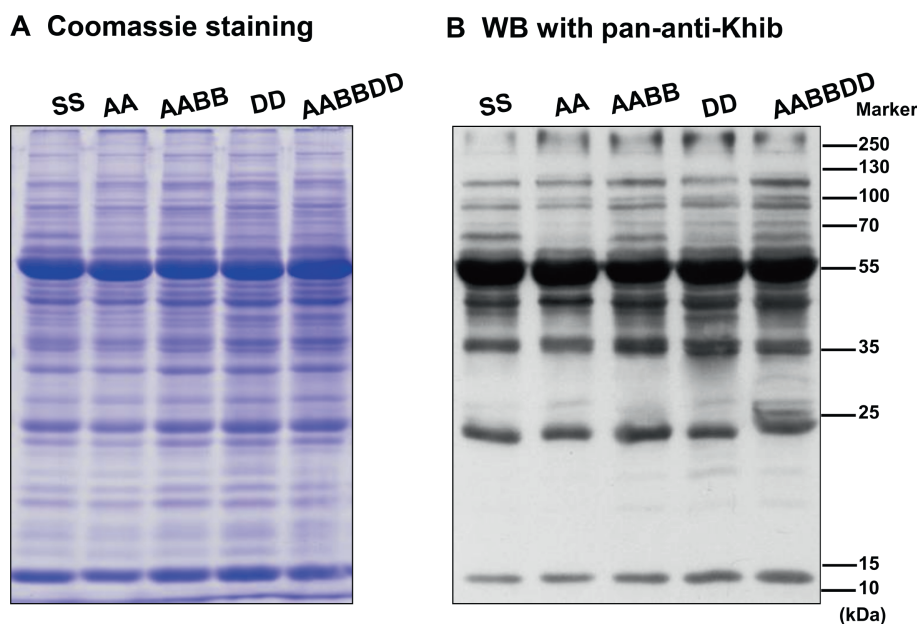 A Coomassie staining
SS AA AABB DD AABBDD
B WB with pan-anti-Khib
SS AA AABB DD AABBDD
Marker
250
130
100
70
55
35
25
15
10
(kDa)